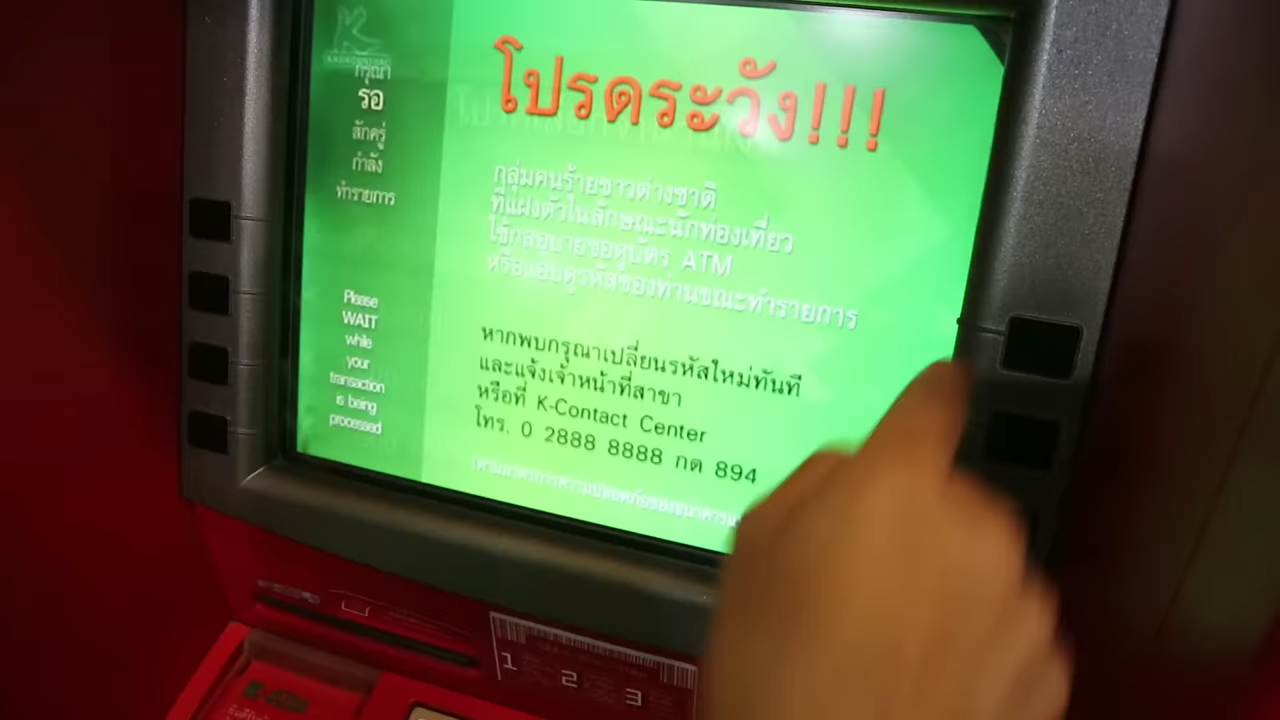 กรุณา
รอ
สักครู่
กำลัง
ทำรายการ
Please
WAIT
while
your
transaction
is being
processed
โปรดระวัง!!!
กลุ่มคนร้ายชาวต่างชาติ
ที่แฝงตัวในลักษณะนักท่องเที่ยว
ใช้กลอุบายขอดูบัตร ATM
หรือแอบดูรหัสของท่านขณะทำรายการ
หากพบกรุณาเปลี่ยนรหัสใหม่ทันที
และแจ้งเจ้าหน้าที่สาขา
หรือที่ K-Contact Center
โทร. 0 2888 8888 กด 894
1 2 3